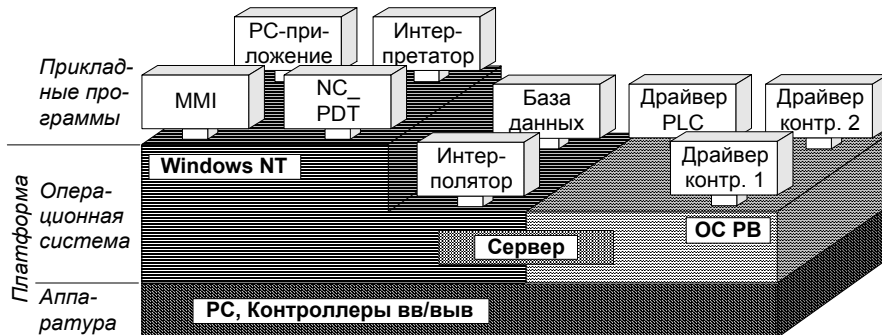 PC-при-
ложение
Интер-
претатор
Приклад-
ные про-
граммы
MMI
NC_
PDT
База
данных
Драйвер
PLC
Драйвер
контр. 2
Windows NT
Интер-
полятор
Драйвер
контр. 1
Платформа
Опера-
ционная
система
ОС РВ
Сервер
Аппа-
ратура
PC, Контроллеры вв/выв